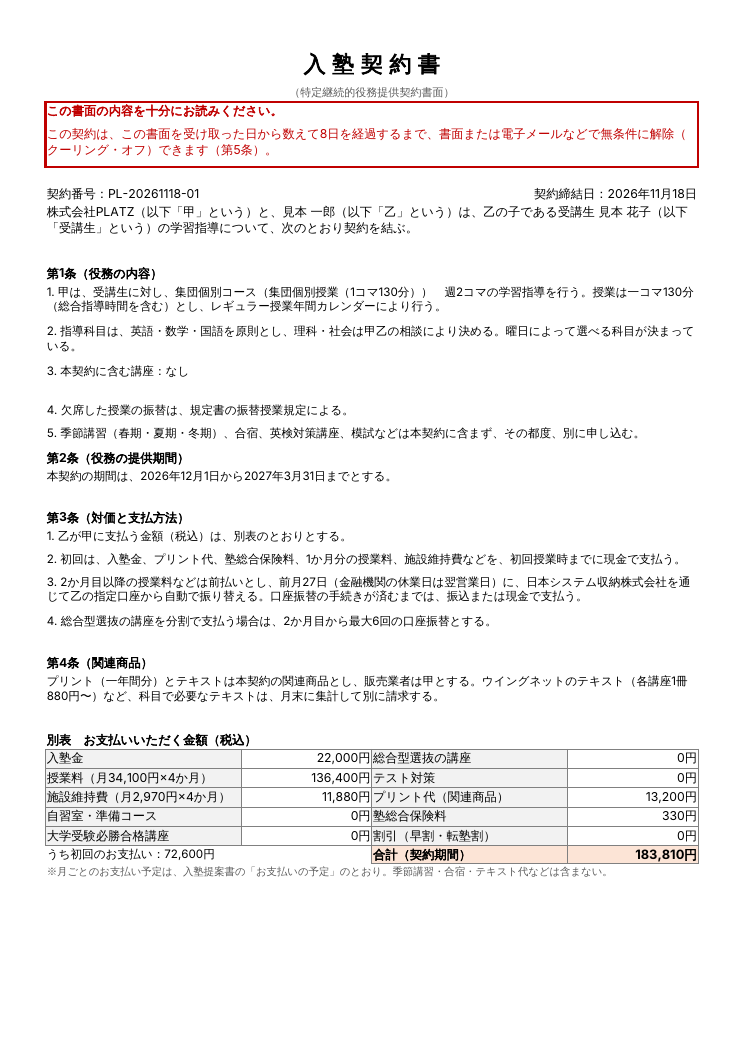 入塾契約書
（特定継続的役務提供契約書面）
この書面の内容を十分にお読みください。
この契約は、この書面を受け取った日から数えて8日を経過するまで、書面または電子メールなどで無条件に解除（
クーリング・オフ）できます（第5条）。
契約番号：PL-20261118-01 契約締結日：2026年11月18日
株式会社PLATZ（以下「甲」という）と、見本 一郎（以下「乙」という）は、乙の子である受講生 見本 花子（以下
「受講生」という）の学習指導について、次のとおり契約を結ぶ。
第1条（役務の内容）
1. 甲は、受講生に対し、集団個別コース（集団個別授業（1コマ130分））　週2コマの学習指導を行う。授業は一コマ130分
（総合指導時間を含む）とし、レギュラー授業年間カレンダーにより行う。
2. 指導科目は、英語・数学・国語を原則とし、理科・社会は甲乙の相談により決める。曜日によって選べる科目が決まって
いる。
3. 本契約に含む講座：なし
4. 欠席した授業の振替は、規定書の振替授業規定による。
5. 季節講習（春期・夏期・冬期）、合宿、英検対策講座、模試などは本契約に含まず、その都度、別に申し込む。
第2条（役務の提供期間）
本契約の期間は、2026年12月1日から2027年3月31日までとする。
第3条（対価と支払方法）
1. 乙が甲に支払う金額（税込）は、別表のとおりとする。
2. 初回は、入塾金、プリント代、塾総合保険料、1か月分の授業料、施設維持費などを、初回授業時までに現金で支払う。
3. 2か月目以降の授業料などは前払いとし、前月27日（金融機関の休業日は翌営業日）に、日本システム収納株式会社を通
じて乙の指定口座から自動で振り替える。口座振替の手続きが済むまでは、振込または現金で支払う。
4. 総合型選抜の講座を分割で支払う場合は、2か月目から最大6回の口座振替とする。
第4条（関連商品）
プリント（一年間分）とテキストは本契約の関連商品とし、販売業者は甲とする。ウイングネットのテキスト（各講座1冊
880円〜）など、科目で必要なテキストは、月末に集計して別に請求する。
別表　お支払いいただく金額（税込）
入塾金 22,000円 総合型選抜の講座 0円
授業料（月34,100円×4か月） 136,400円 テスト対策 0円
施設維持費（月2,970円×4か月） 11,880円 プリント代（関連商品） 13,200円
自習室・準備コース 0円 塾総合保険料 330円
大学受験必勝合格講座 0円 割引（早割・転塾割） 0円
うち初回のお支払い：72,600円 合計（契約期間） 183,810円
※月ごとのお支払い予定は、入塾提案書の「お支払いの予定」のとおり。季節講習・合宿・テキスト代などは含まない。